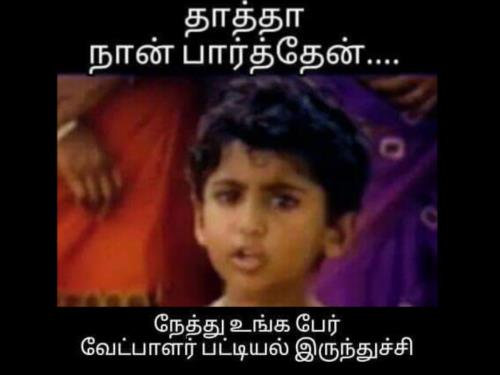 தாத்தா
நான் பார்த்தேன்....
நேத்து உங்க பேர்
வேட்பாளர் பட்டியல் இருந்துச்சி